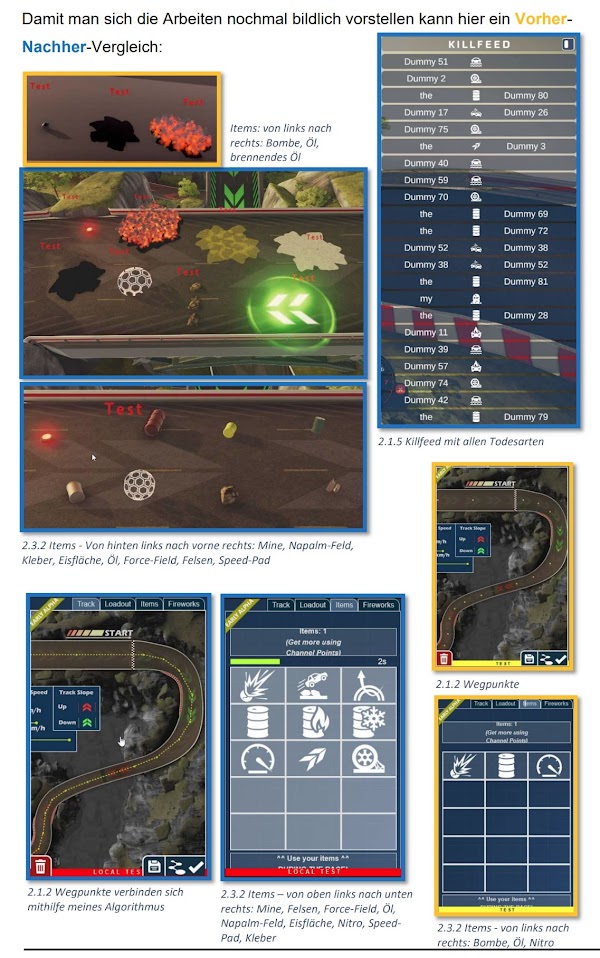 Damit man sich die Arbeiten nochmal bildlich vorstellen kann hier ein Vorher-
Nachher-Vergleich:
Test
Test
Test
Items: von links nach
rechts: Bombe, Öl,
brennendes Öl
Test
Test
Test
Test
Test
Test
Test
2.3.2 Items - Von hinten links nach vorne rechts: Mine, Napalm-Feld,
Kleber, Eisfläche, Öl, Force-Field, Felsen, Speed-Pad
KILLFEED
Dummy 51
Dummy 2
the Dummy 80
Dummy 17 Dummy 26
Dummy 75
the Dummy 3
Dummy 40
Dummy 59
Dummy 70
the Dummy 69
the Dummy 72
Dummy 52 Dummy 38
Dummy 38 Dummy 52
the Dummy 81
my
the Dummy 28
Dummy 11
Dummy 39
Dummy 57
Dummy 74
Dummy 42
the Dummy 79
2.1.5 Killfeed mit allen Todesarten
START
Speed Track Slope
Up
km/h
Down
TEST
2.1.2 Wegpunkte
EARLY ALPHA
Track Loadout Items Fireworks
START
Speed Track Slope
m/h Up
Down
LOCAL TES
2.1.2 Wegpunkte verbinden sich
mithilfe meines Algorithmus
EARLY ALPHA
Track Loadout Items Fireworks
Items: 1
(Get more using
Channel Points)
2s
^^ Use your items
LOCAL TEST
2.3.2 Items – von oben links nach unten
rechts: Mine, Felsen, Force-Field, Öl,
Napalm-Feld, Eisfläche, Nitro, Speed-
Pad, Kleber
Track Loadout Items Fireworks
Items: 1
(Get more using
Channel Points)
^^ Use your items
TEST
2.3.2 Items - von links nach
rechts: Bombe, Öl, Nitro